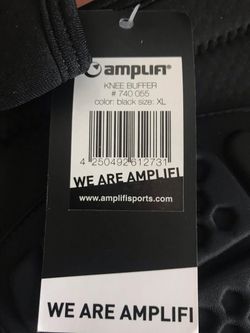 amplifi
KNEE BUFFER
# 740.055
color: black size: XL
4 250492 612731
WE ARE AMPLIFI
www.amplifisports.com
WE ARE AMPLIFI